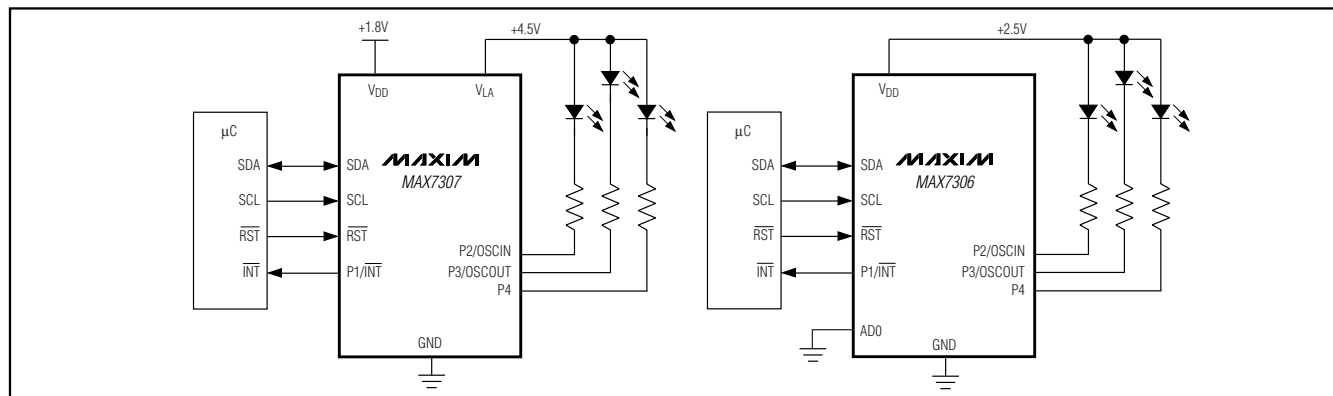 +1.8V
+4.5V
VDD
VLA
µC
SDA
SCL
RST
INT
SDA
SCL
RST
P1/INT
MAXIM
MAX7307
P2/OSCIN
P3/OSCOUT
P4
GND
+2.5V
VDD
µC
SDA
SCL
RST
INT
SDA
SCL
RST
P1/INT
AD0
MAXIM
MAX7306
P2/OSCIN
P3/OSCOUT
P4
GND